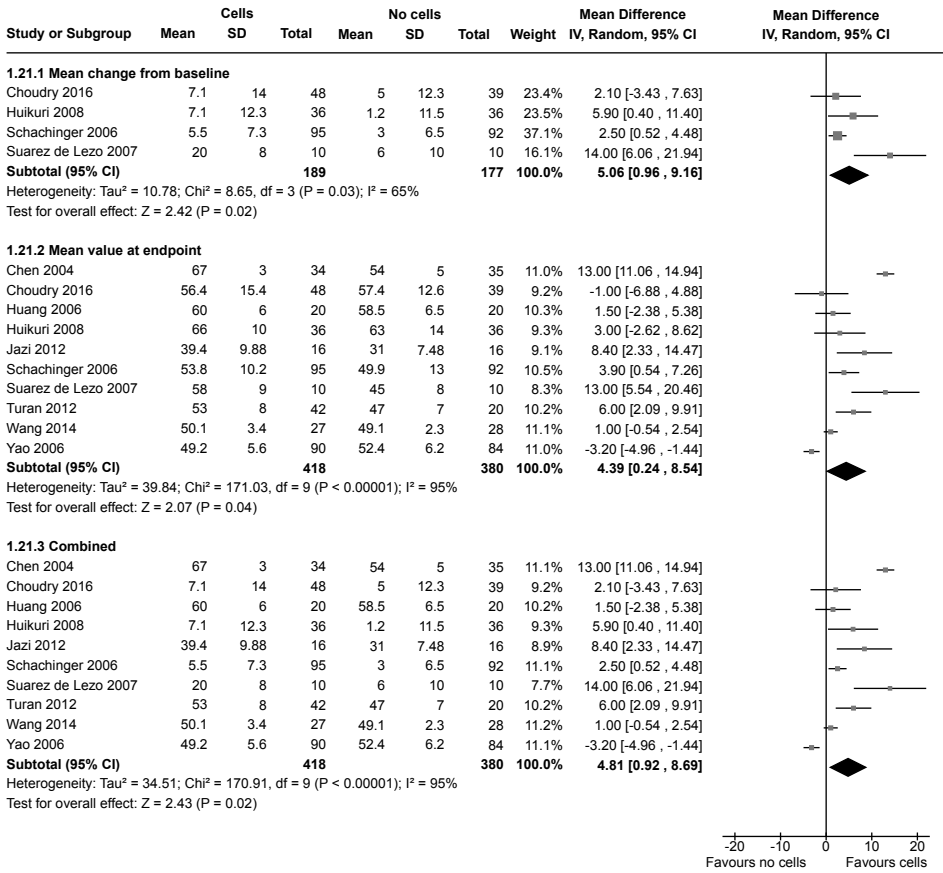 Cells No cells Mean Difference Mean Difference
Study or Subgroup Mean SD Total Mean SD Total Weight IV, Random, 95% CI IV, Random, 95% CI
1.21.1 Mean change from baseline
Choudry 2016 7.1 14 48 5 12.3 39 23.4% 2.10 [-3.43 , 7.63]
Huikuri 2008 7.1 12.3 36 1.2 11.5 36 23.5% 5.90 [0.40 , 11.40]
Schachinger 2006 5.5 7.3 95 3 6.5 92 37.1% 2.50 [0.52 , 4.48]
Suarez de Lezo 2007 20 8 10 6 10 10 16.1% 14.00 [6.06 , 21.94]
Subtotal (95% CI) 189 177 100.0% 5.06 [0.96 , 9.16]
Heterogeneity: Tau² = 10.78; Chi² = 8.65, df = 3 (P = 0.03); I² = 65%
Test for overall effect: Z = 2.42 (P = 0.02)
1.21.2 Mean value at endpoint
Chen 2004 67 3 34 54 5 35 11.0% 13.00 [11.06 , 14.94]
Choudry 2016 56.4 15.4 48 57.4 12.6 39 9.2% -1.00 [-6.88 , 4.88]
Huang 2006 60 6 20 58.5 6.5 20 10.3% 1.50 [-2.38 , 5.38]
Huikuri 2008 66 10 36 63 14 36 9.3% 3.00 [-2.62 , 8.62]
Jazi 2012 39.4 9.88 16 31 7.48 16 9.1% 8.40 [2.33 , 14.47]
Schachinger 2006 53.8 10.2 95 49.9 13 92 10.5% 3.90 [0.54 , 7.26]
Suarez de Lezo 2007 58 9 10 45 8 10 8.3% 13.00 [5.54 , 20.46]
Turan 2012 53 8 42 47 7 20 10.2% 6.00 [2.09 , 9.91]
Wang 2014 50.1 3.4 27 49.1 2.3 28 11.1% 1.00 [-0.54 , 2.54]
Yao 2006 49.2 5.6 90 52.4 6.2 84 11.0% -3.20 [-4.96 , -1.44]
Subtotal (95% CI) 418 380 100.0% 4.39 [0.24 , 8.54]
Heterogeneity: Tau² = 39.84; Chi² = 171.03, df = 9 (P < 0.00001); I² = 95%
Test for overall effect: Z = 2.07 (P = 0.04)
1.21.3 Combined
Chen 2004 67 3 34 54 5 35 11.1% 13.00 [11.06 , 14.94]
Choudry 2016 7.1 14 48 5 12.3 39 9.2% 2.10 [-3.43 , 7.63]
Huang 2006 60 6 20 58.5 6.5 20 10.2% 1.50 [-2.38 , 5.38]
Huikuri 2008 7.1 12.3 36 1.2 11.5 36 9.3% 5.90 [0.40 , 11.40]
Jazi 2012 39.4 9.88 16 31 7.48 16 8.9% 8.40 [2.33 , 14.47]
Schachinger 2006 5.5 7.3 95 3 6.5 92 11.1% 2.50 [0.52 , 4.48]
Suarez de Lezo 2007 20 8 10 6 10 10 7.7% 14.00 [6.06 , 21.94]
Turan 2012 53 8 42 47 7 20 10.2% 6.00 [2.09 , 9.91]
Wang 2014 50.1 3.4 27 49.1 2.3 28 11.2% 1.00 [-0.54 , 2.54]
Yao 2006 49.2 5.6 90 52.4 6.2 84 11.1% -3.20 [-4.96 , -1.44]
Subtotal (95% CI) 418 380 100.0% 4.81 [0.92 , 8.69]
Heterogeneity: Tau² = 34.51; Chi² = 170.91, df = 9 (P < 0.00001); I² = 95%
Test for overall effect: Z = 2.43 (P = 0.02)
-20 -10 0 10 20
Favours no cells Favours cells